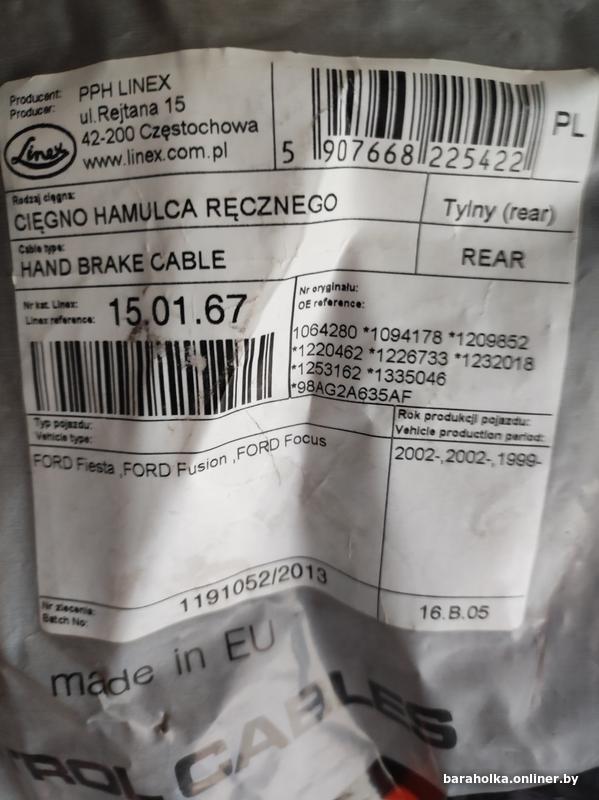 Producent: PPH LINEX
Producer: ul.Rejtana 15
42-200 Częstochowa
www.linex.com.pl
Linex
5 907668 225422
PL
Rodzaj cięgna:
CIĘGNO HAMULCA RĘCZNEGO
Tylny (rear)
Cable type:
HAND BRAKE CABLE
REAR
Nr kat. Linex:
Linex reference:
15.01.67
Nr oryginału:
OE reference:
1064280 *1094178 *1209852
*1220462 *1226733 *1232018
*1253162 *1335046
*98AG2A635AF
Typ pojazdu:
Vehicle type:
FORD Fiesta ,FORD Fusion ,FORD Focus
Rok produkcji pojazdu:
Vehicle production period:
2002-,2002-,1999-
Nr zlecenia:
Batch No:
1191052/2013
16.B.05
made in EU
TROL CABLES
baraholka.onliner.by